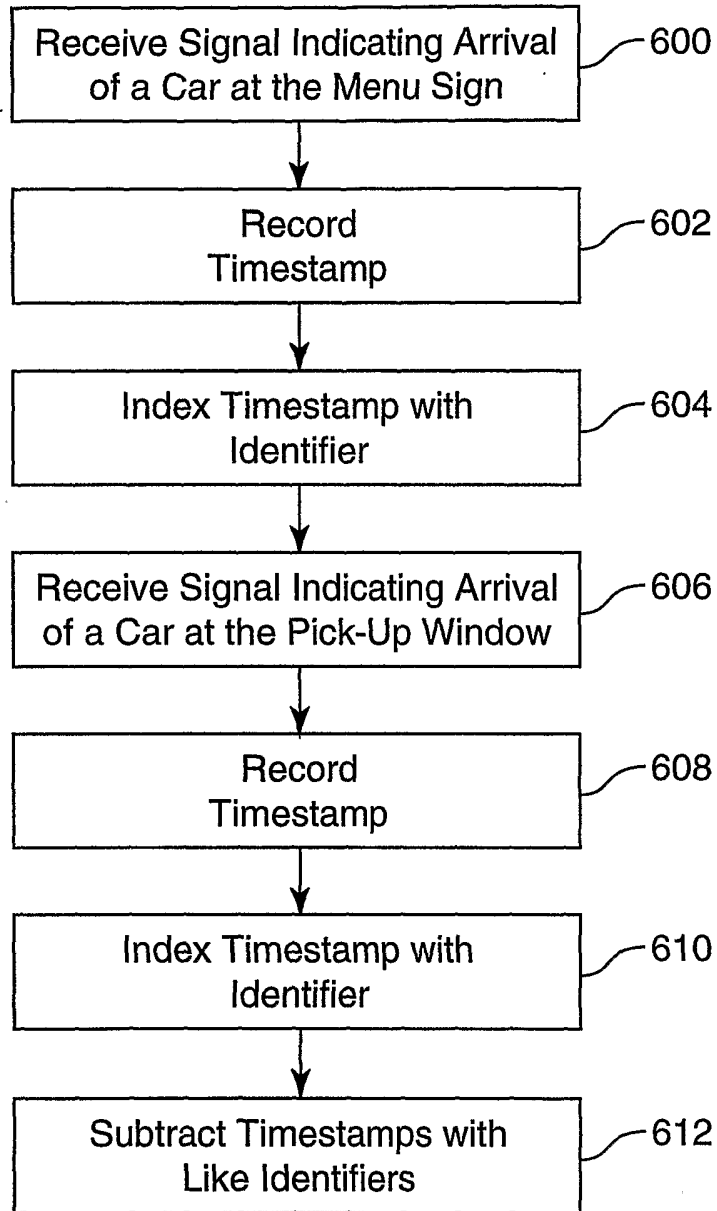 Receive Signal Indicating Arrival
of a Car at the Menu Sign
600
Record
Timestamp
602
Index Timestamp with
Identifier
604
Receive Signal Indicating Arrival
of a Car at the Pick-Up Window
606
Record
Timestamp
608
Index Timestamp with
Identifier
610
Subtract Timestamps with
Like Identifiers
612